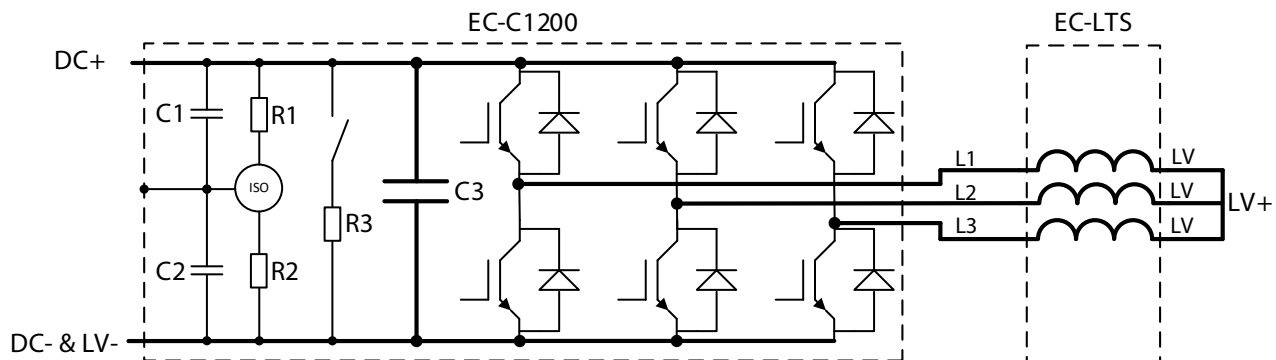 EC-C1200
EC-LTS
DC+
C1
R1
ISO
C3
R3
C2
R2
L1
LV
L2
LV
LV+
L3
LV
DC- & LV-